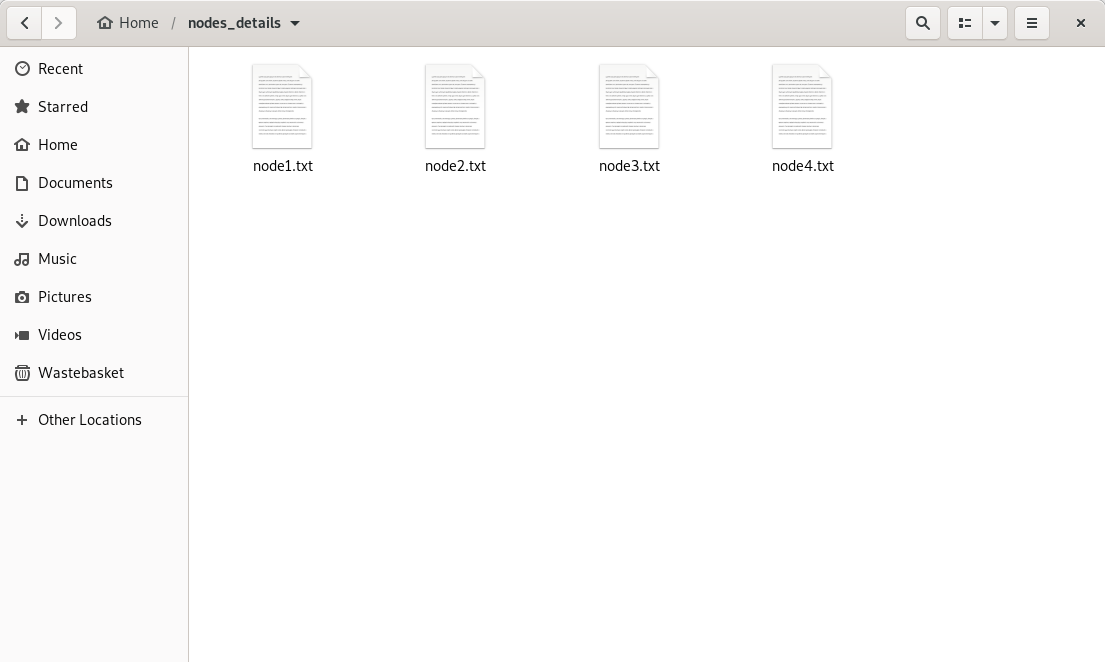 Home / nodes_details
Recent
Starred
Home
Documents
Downloads
Music
Pictures
Videos
Wastebasket
+ Other Locations
node1.txt node2.txt node3.txt node4.txt